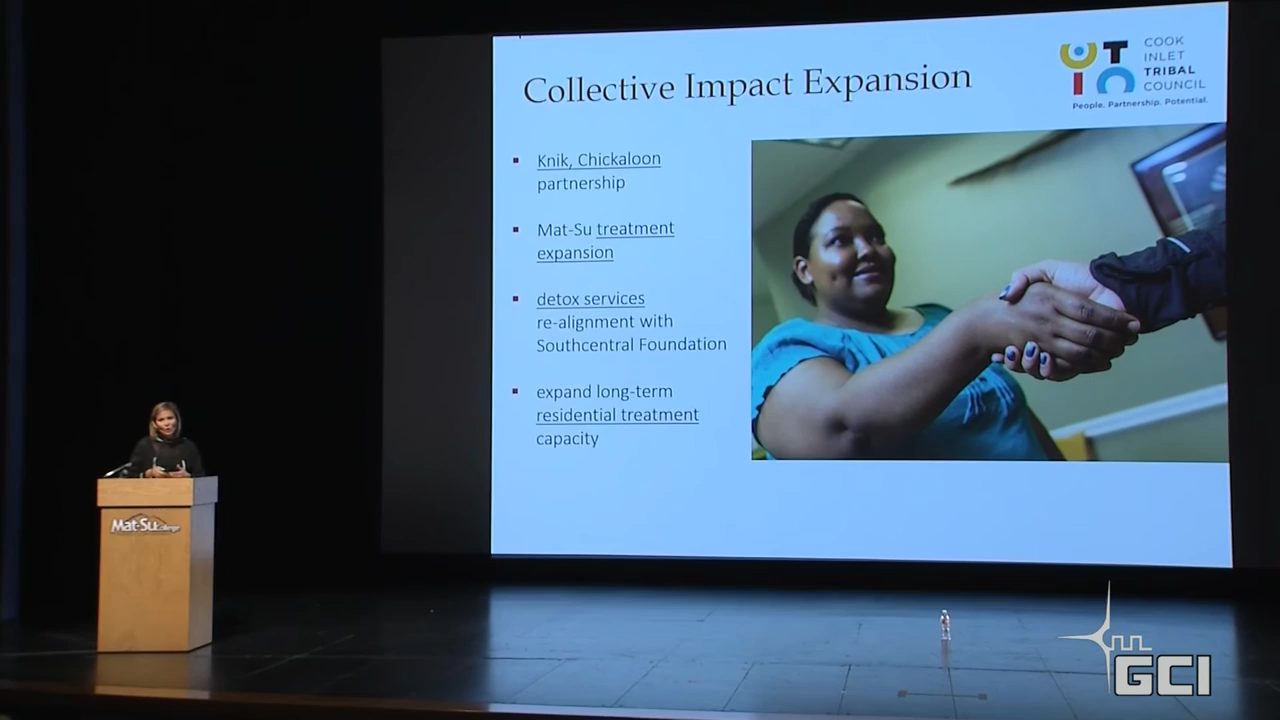 Collective Impact Expansion
COOK
INLET
TRIBAL
COUNCIL
People. Partnership. Potential.
Knik, Chickaloon
partnership
Mat-Su treatment
expansion
detox services
re-alignment with
Southcentral Foundation
expand long-term
residential treatment
capacity
Mat-Su
GCI